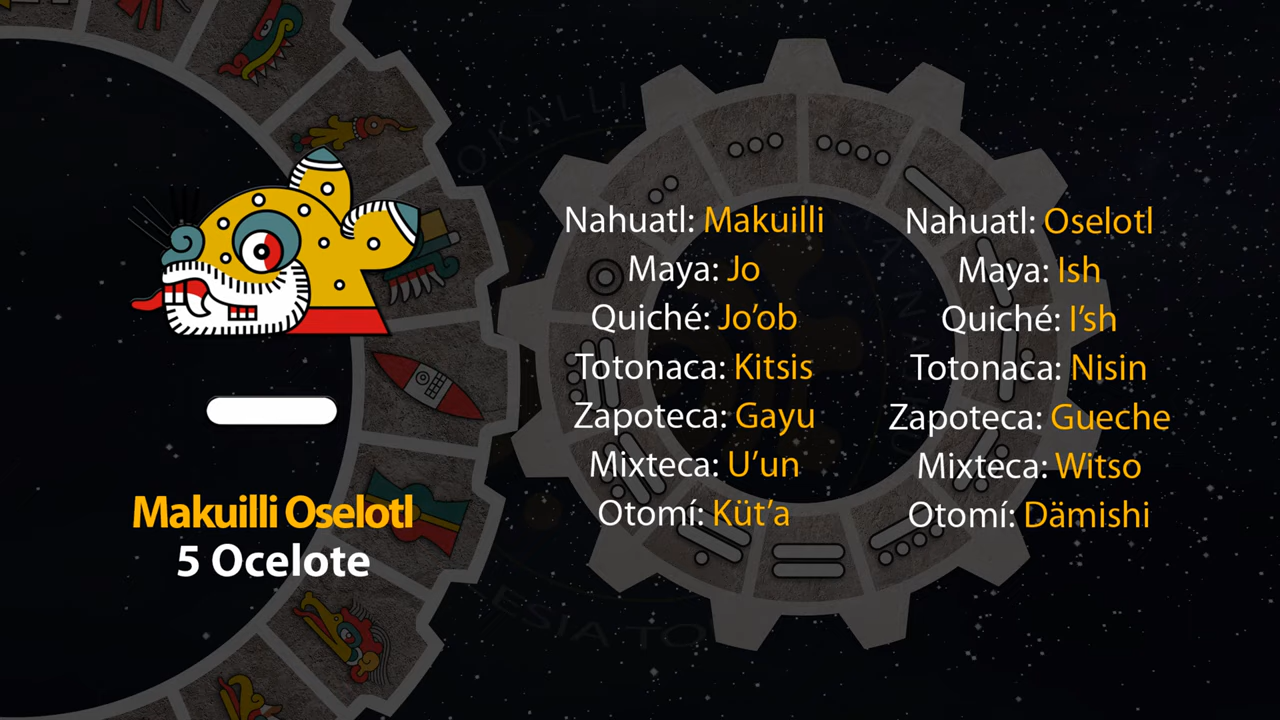 Makuilli Oselotl
5 Ocelote
Nahuatl: Makuilli
Maya: Jo
Quiché: Jo’ob
Totonaca: Kitsis
Zapoteca: Gayu
Mixteca: U’un
Otomí: Küt’a
Nahuatl: Oselotl
Maya: Ish
Quiché: I’sh
Totonaca: Nisin
Zapoteca: Gueche
Mixteca: Witso
Otomí: Dämishi